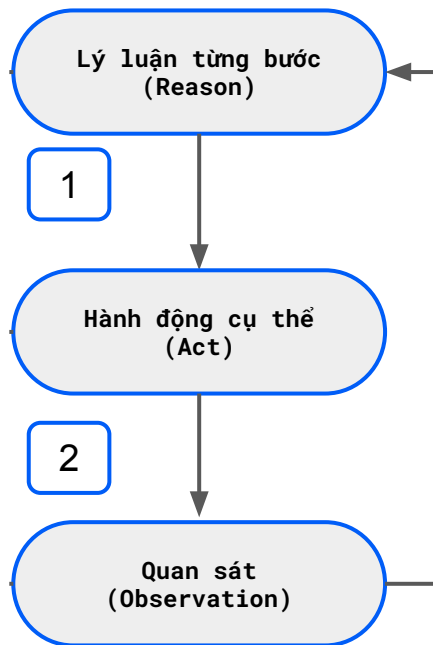 Lý luận từng bước
(Reason)
1
Hành động cụ thể
(Act)
2
Quan sát
(Observation)